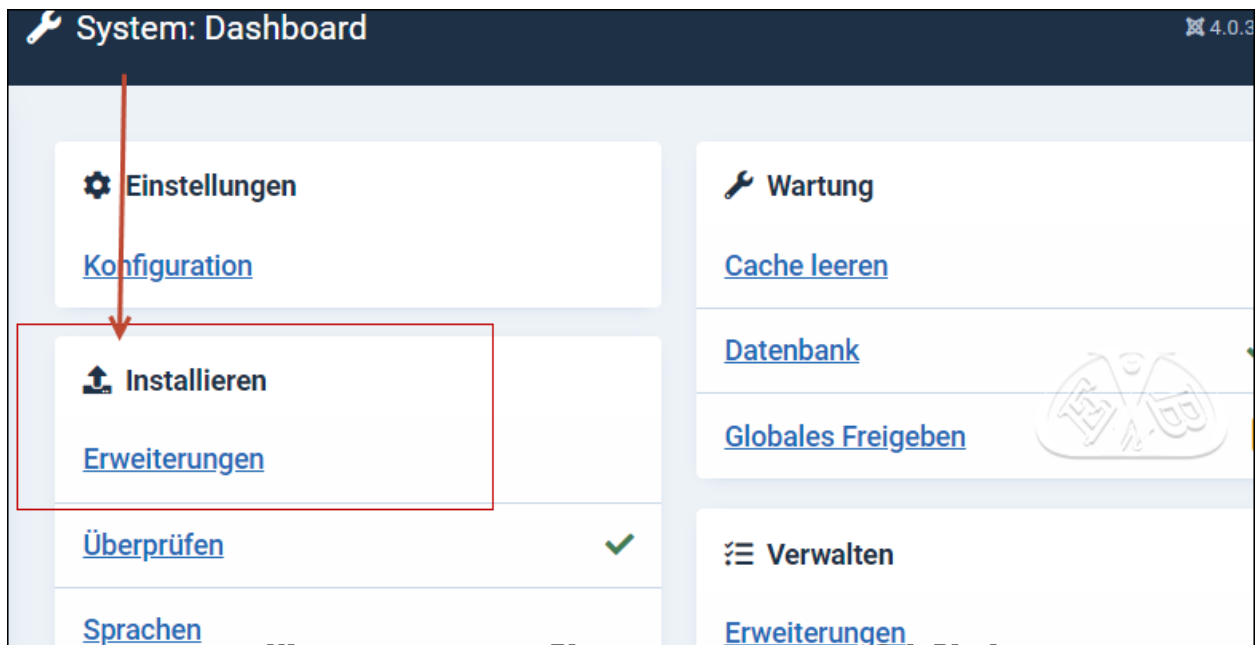 System: Dashboard
4.0.3
Einstellungen
Konfiguration
Installieren
Erweiterungen
Überprüfen
Sprachen
Wartung
Cache leeren
Datenbank
Globales Freigeben
Verwalten
Erweiterungen